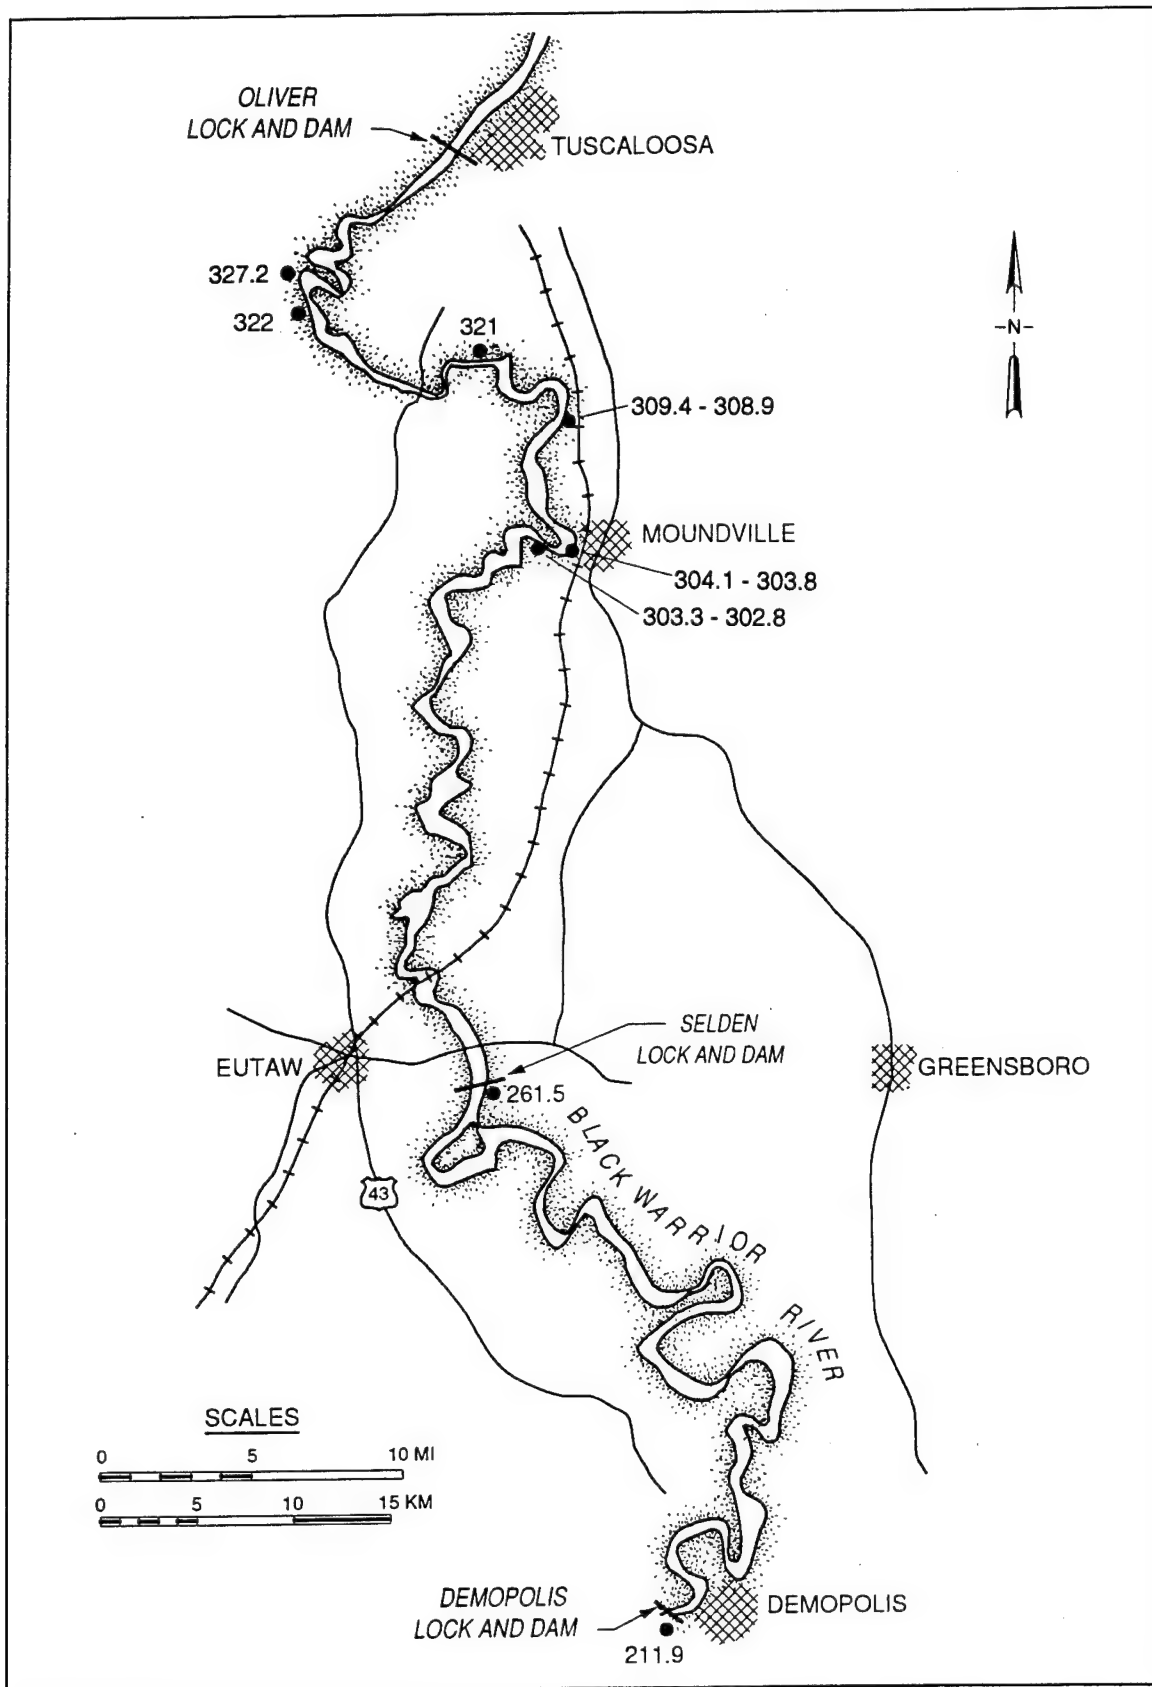 OLIVER
LOCK AND DAM
TUSCALOOSA
327.2
322
321
-N-
309.4 - 308.9
MOUNDVILLE
304.1 - 303.8
303.3 - 302.8
SELDEN
LOCK AND DAM
EUTAW
GREENSBORO
261.5
BLACK WARRIOR RIVER
43
SCALES
0 5 10 MI
0 5 10 15 KM
DEMOPOLIS
LOCK AND DAM
DEMOPOLIS
211.9